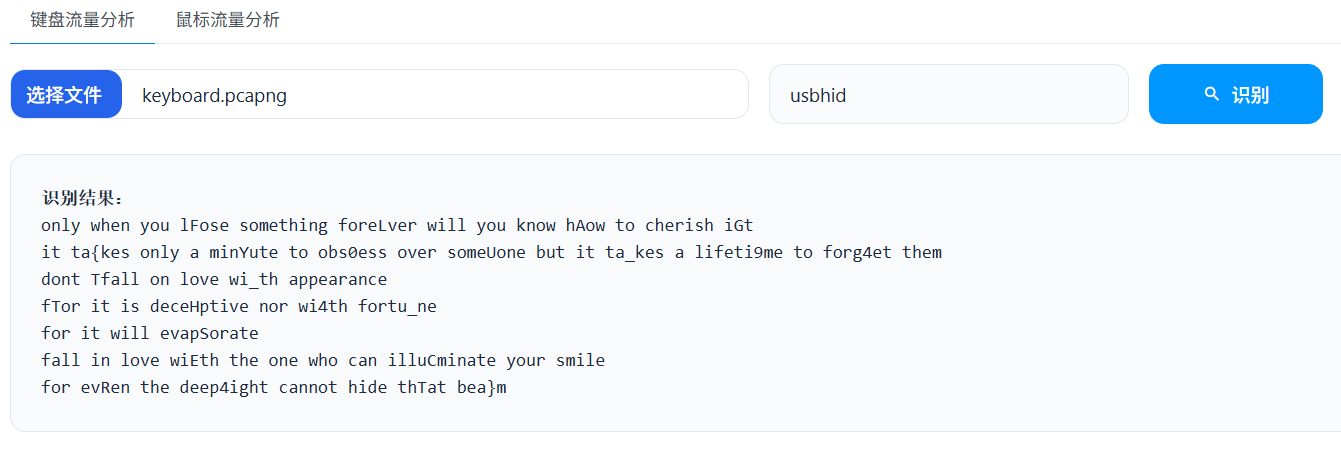 键盘流量分析 鼠标流量分析
选择文件 keyboard.pcapng usbhid 识别
识别结果:
only when you lFose something foreLver will you know hAow to cherish iGt
it ta{kes only a minYute to obs0ess over someUone but it ta_kes a lifeti9me to forg4et them
dont Tfall on love wi_th appearance
fTor it is deceHptive nor wi4th fortu_ne
for it will evapSorate
fall in love wiEth the one who can illuCminate your smile
for evRen the deep4ight cannot hide thTat bea}m